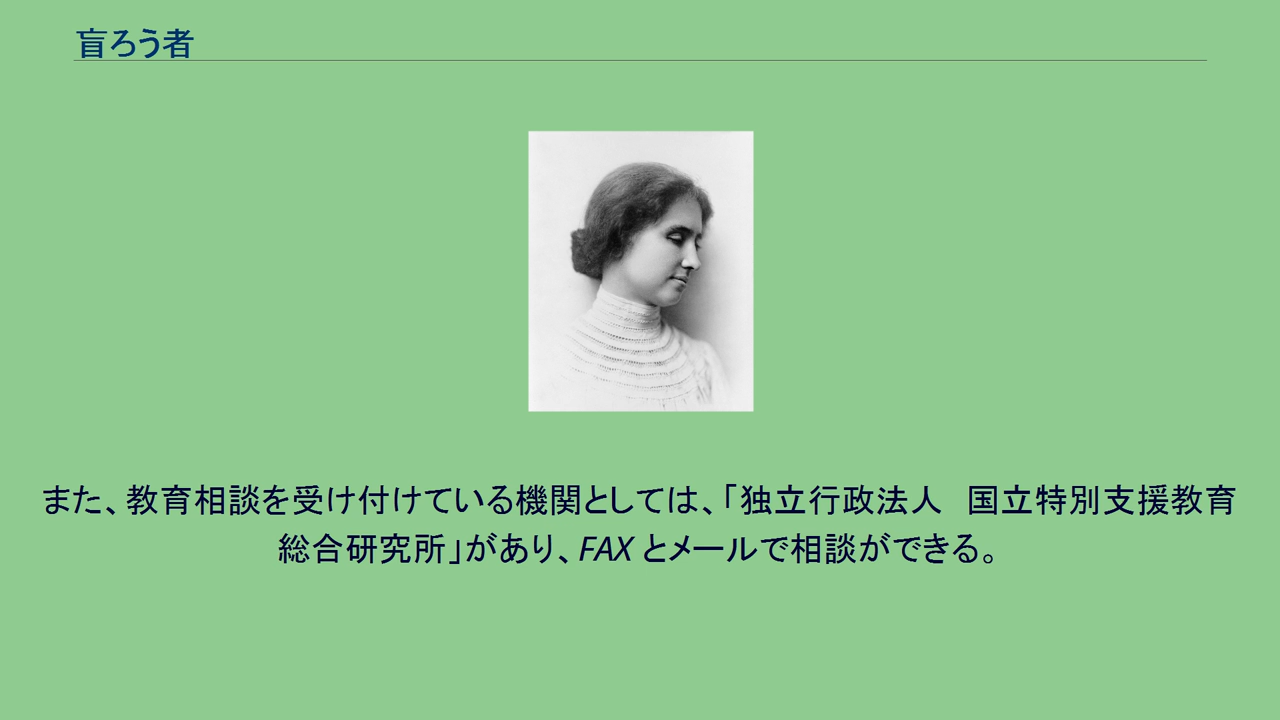 盲ろう者
また、教育相談を受け付けている機関としては、「独立行政法人　国立特別支援教育
総合研究所」があり、FAX とメールで相談ができる。